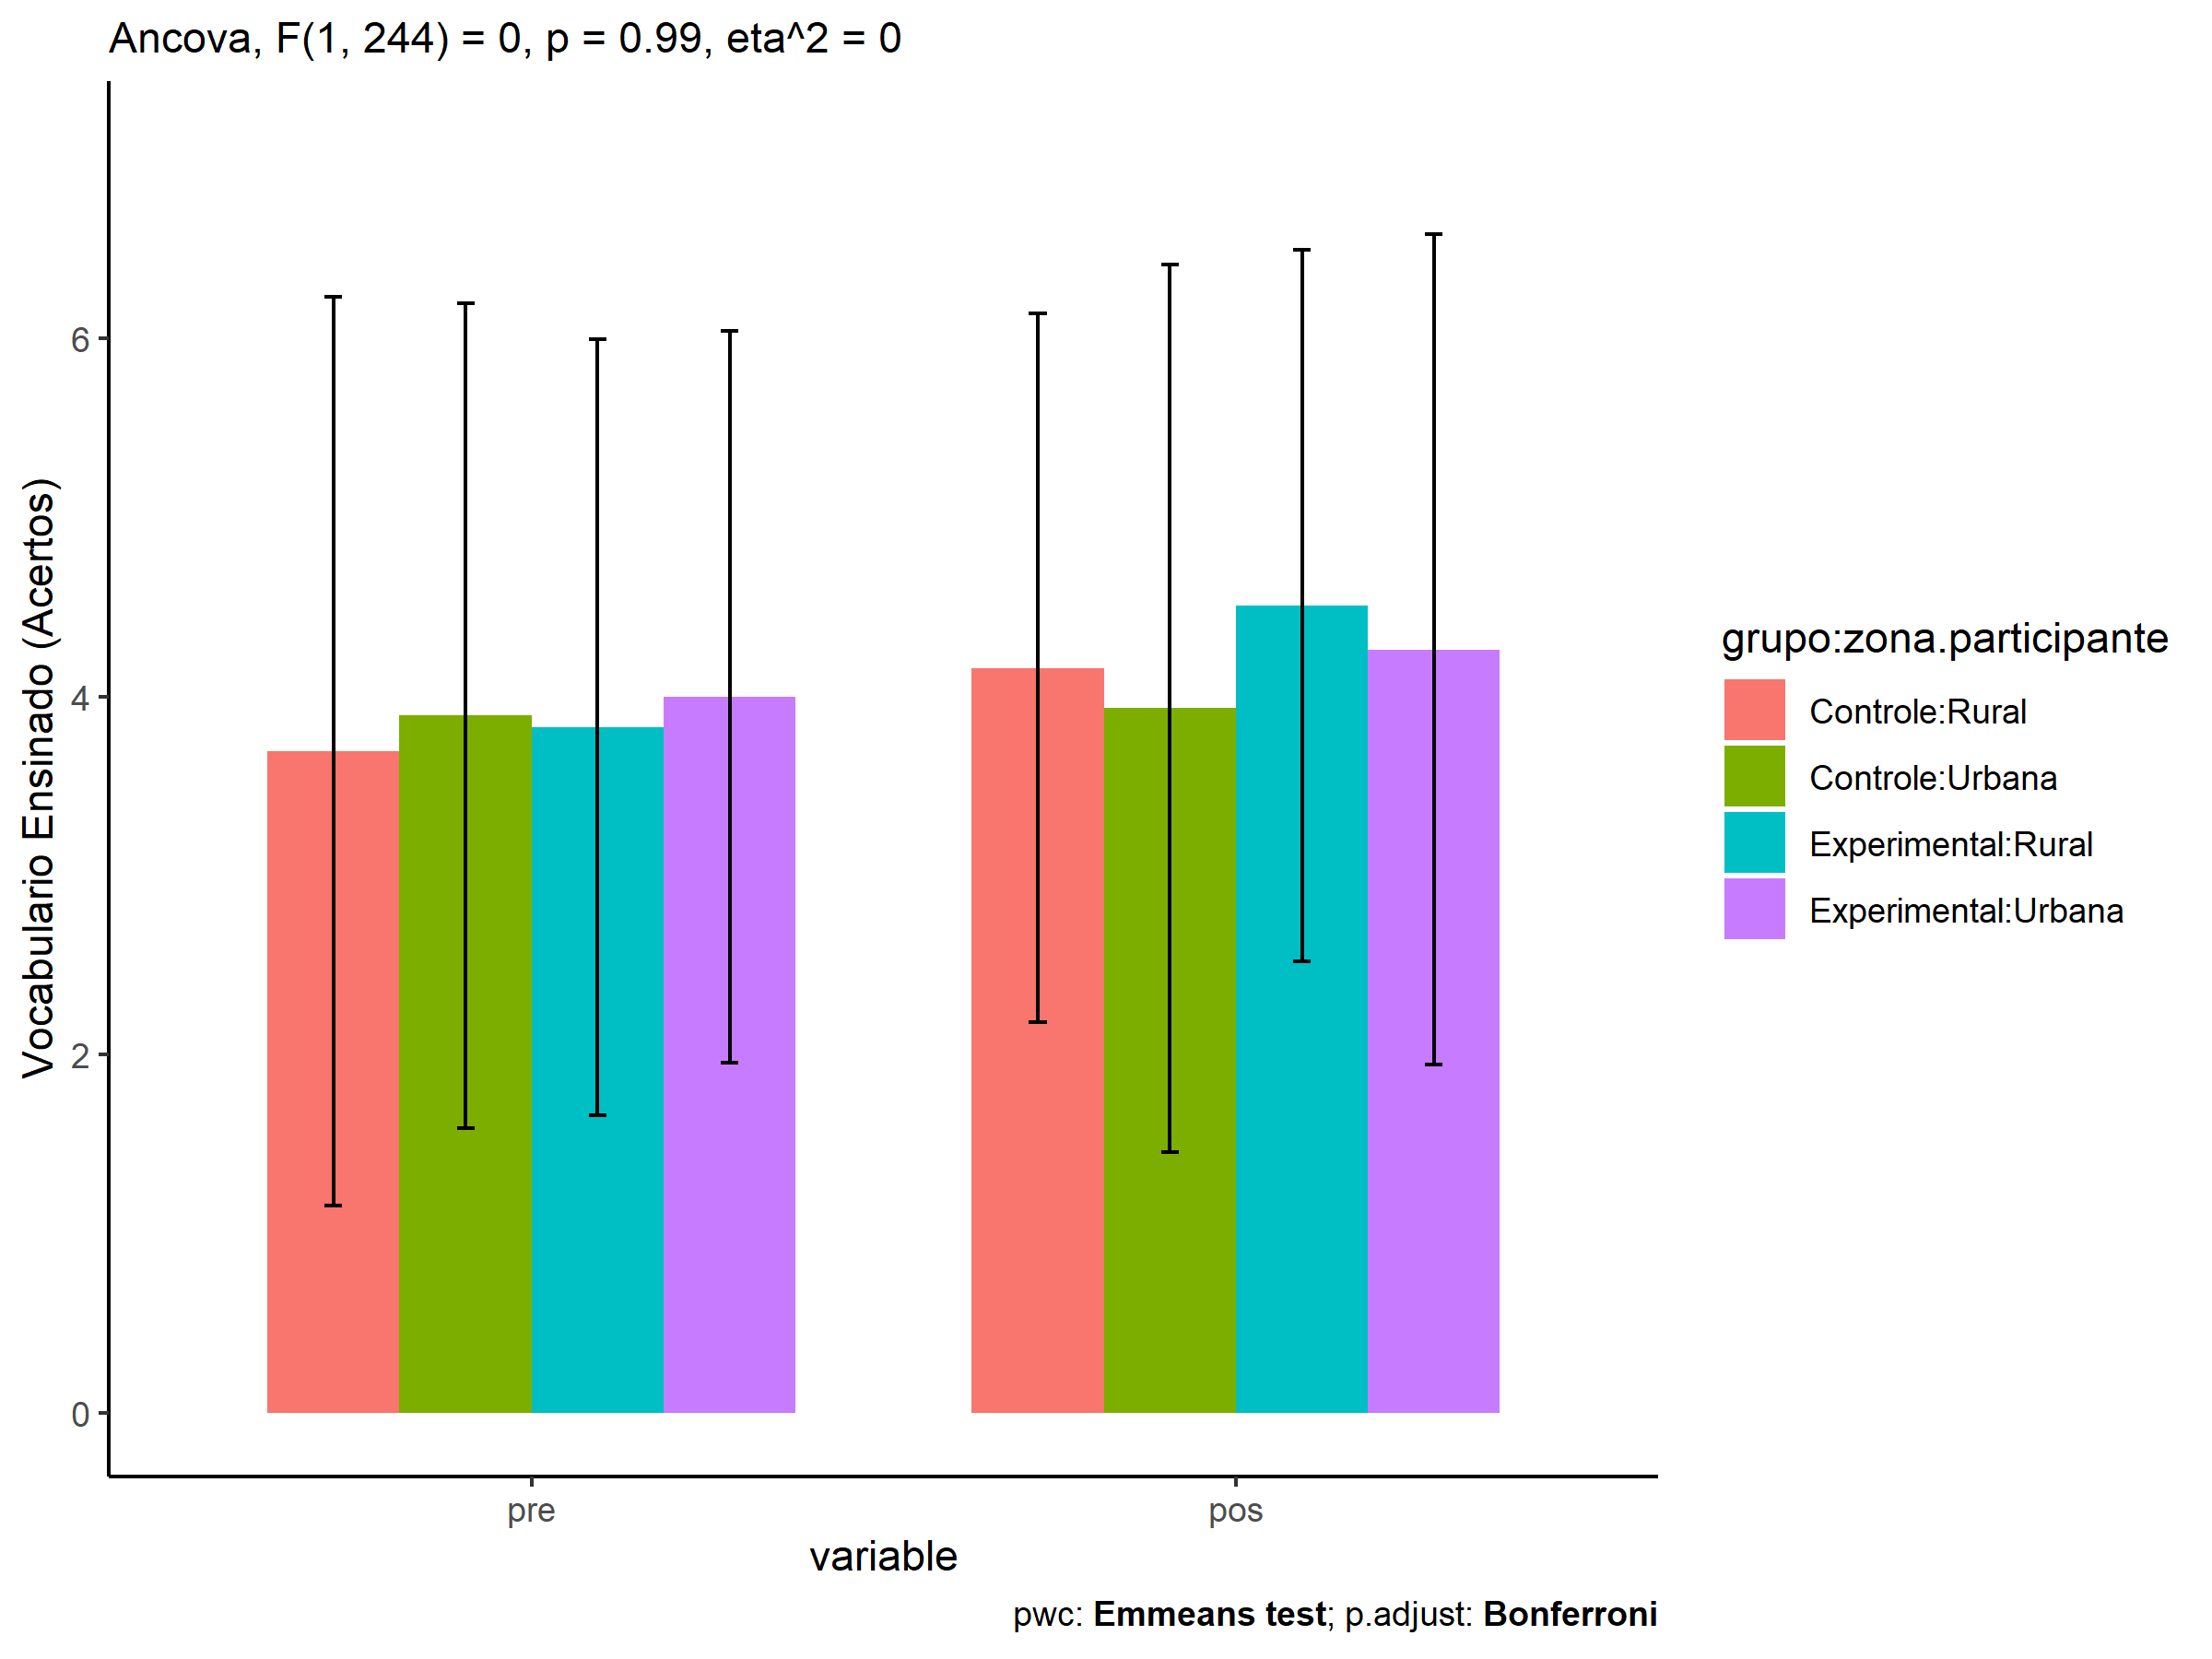 Ancova, F(1, 244) = 0, p = 0.99, eta^2 = 0
Vocabulario Ensinado (Acertos)
6
4
2
0
pre
pos
variable
grupo:zona.participante
Controle:Rural
Controle:Urbana
Experimental:Rural
Experimental:Urbana
pwc: Emmeans test; p.adjust: Bonferroni